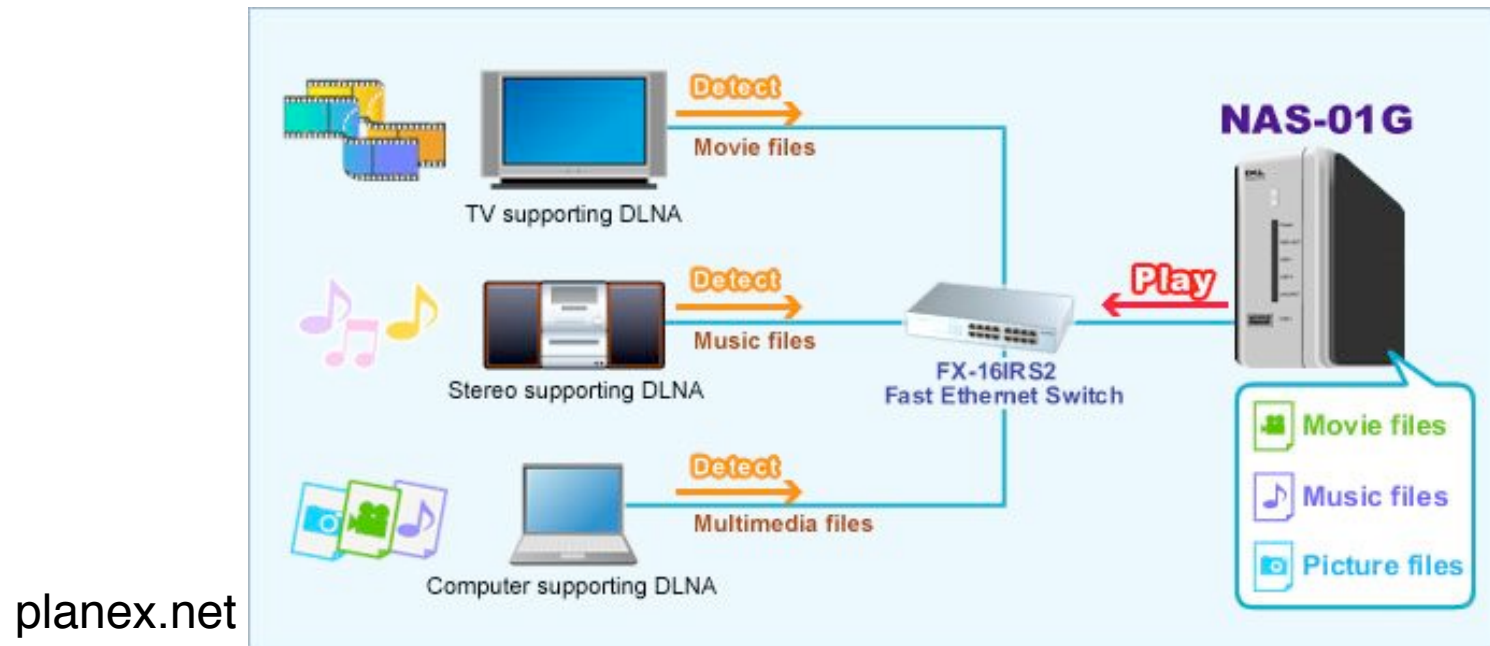 Detect
Movie files
TV supporting DLNA
NAS-01G
Detect
Music files
Stereo supporting DLNA
Play
FX-16IRS2
Fast Ethernet Switch
Detect
Multimedia files
Computer supporting DLNA
Movie files
Music files
Picture files
planex.net